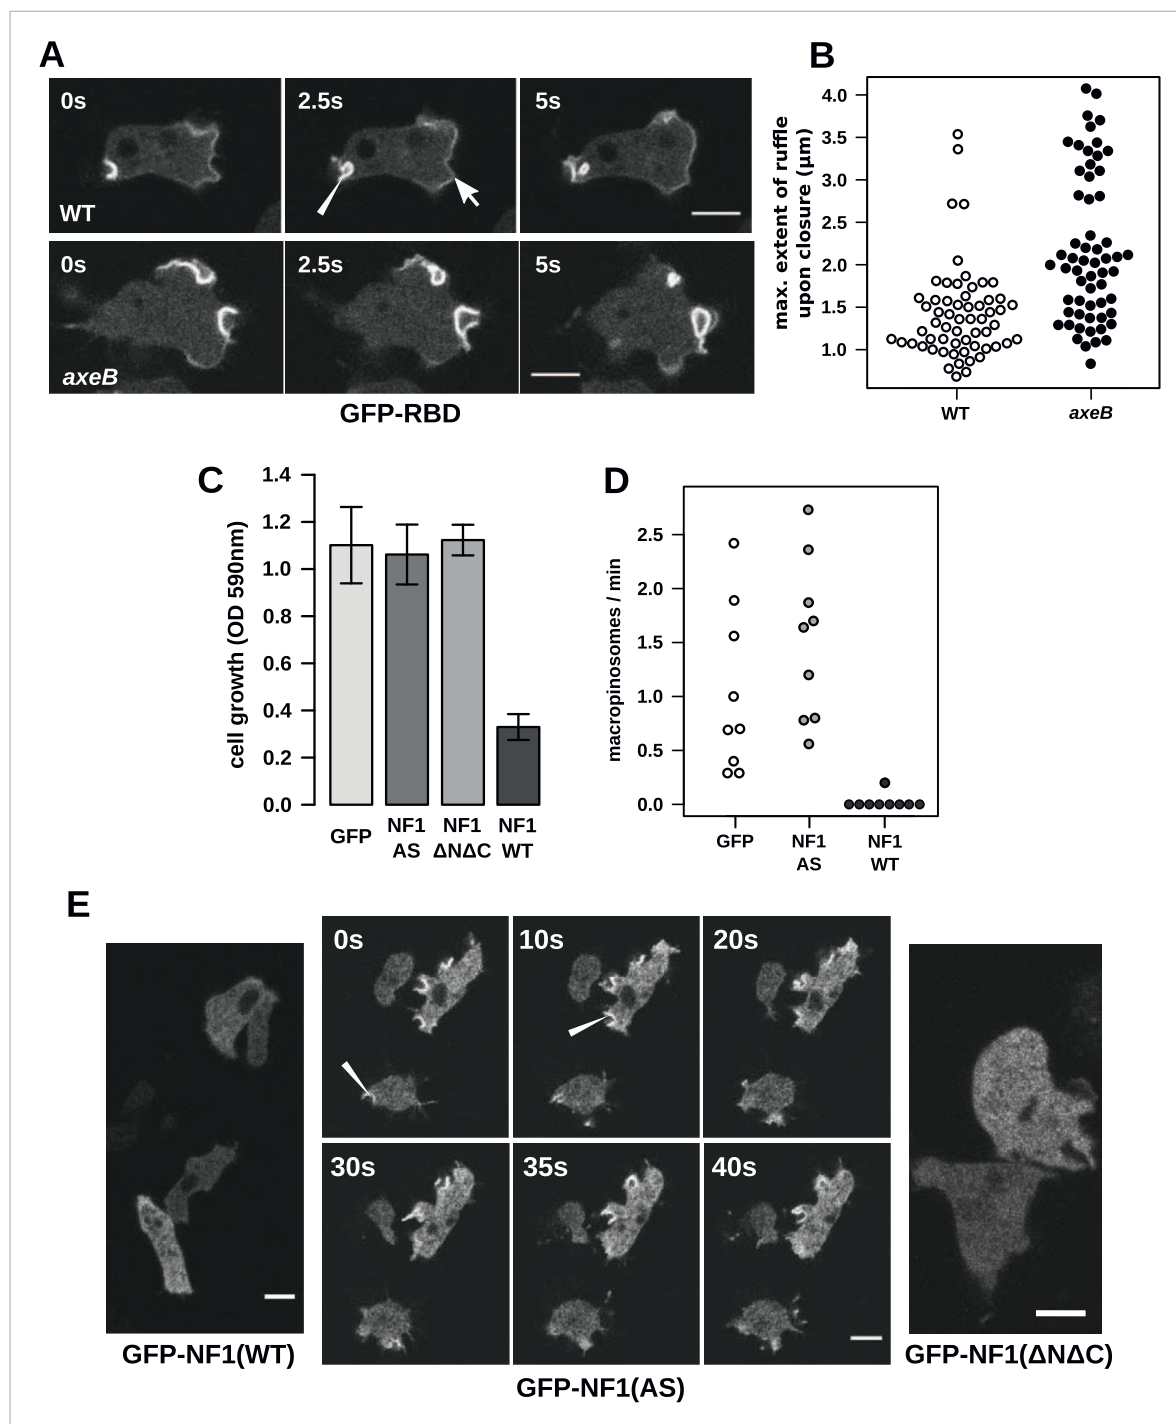 A
0s
2.5s
5s
WT
0s
2.5s
5s
axeB
GFP-RBD
B
max. extent of ruffle
upon closure (µm)
4.0
3.5
3.0
2.5
2.0
1.5
1.0
WT
axeB
C
cell growth (OD 590nm)
1.4
1.2
1.0
0.8
0.6
0.4
0.2
0.0
GFP
NF1
AS
NF1
ΔNΔC
NF1
WT
D
macropinosomes / min
2.5
2.0
1.5
1.0
0.5
0.0
GFP
NF1
AS
NF1
WT
E
GFP-NF1(WT)
0s
10s
20s
30s
35s
40s
GFP-NF1(AS)
GFP-NF1(ΔNΔC)